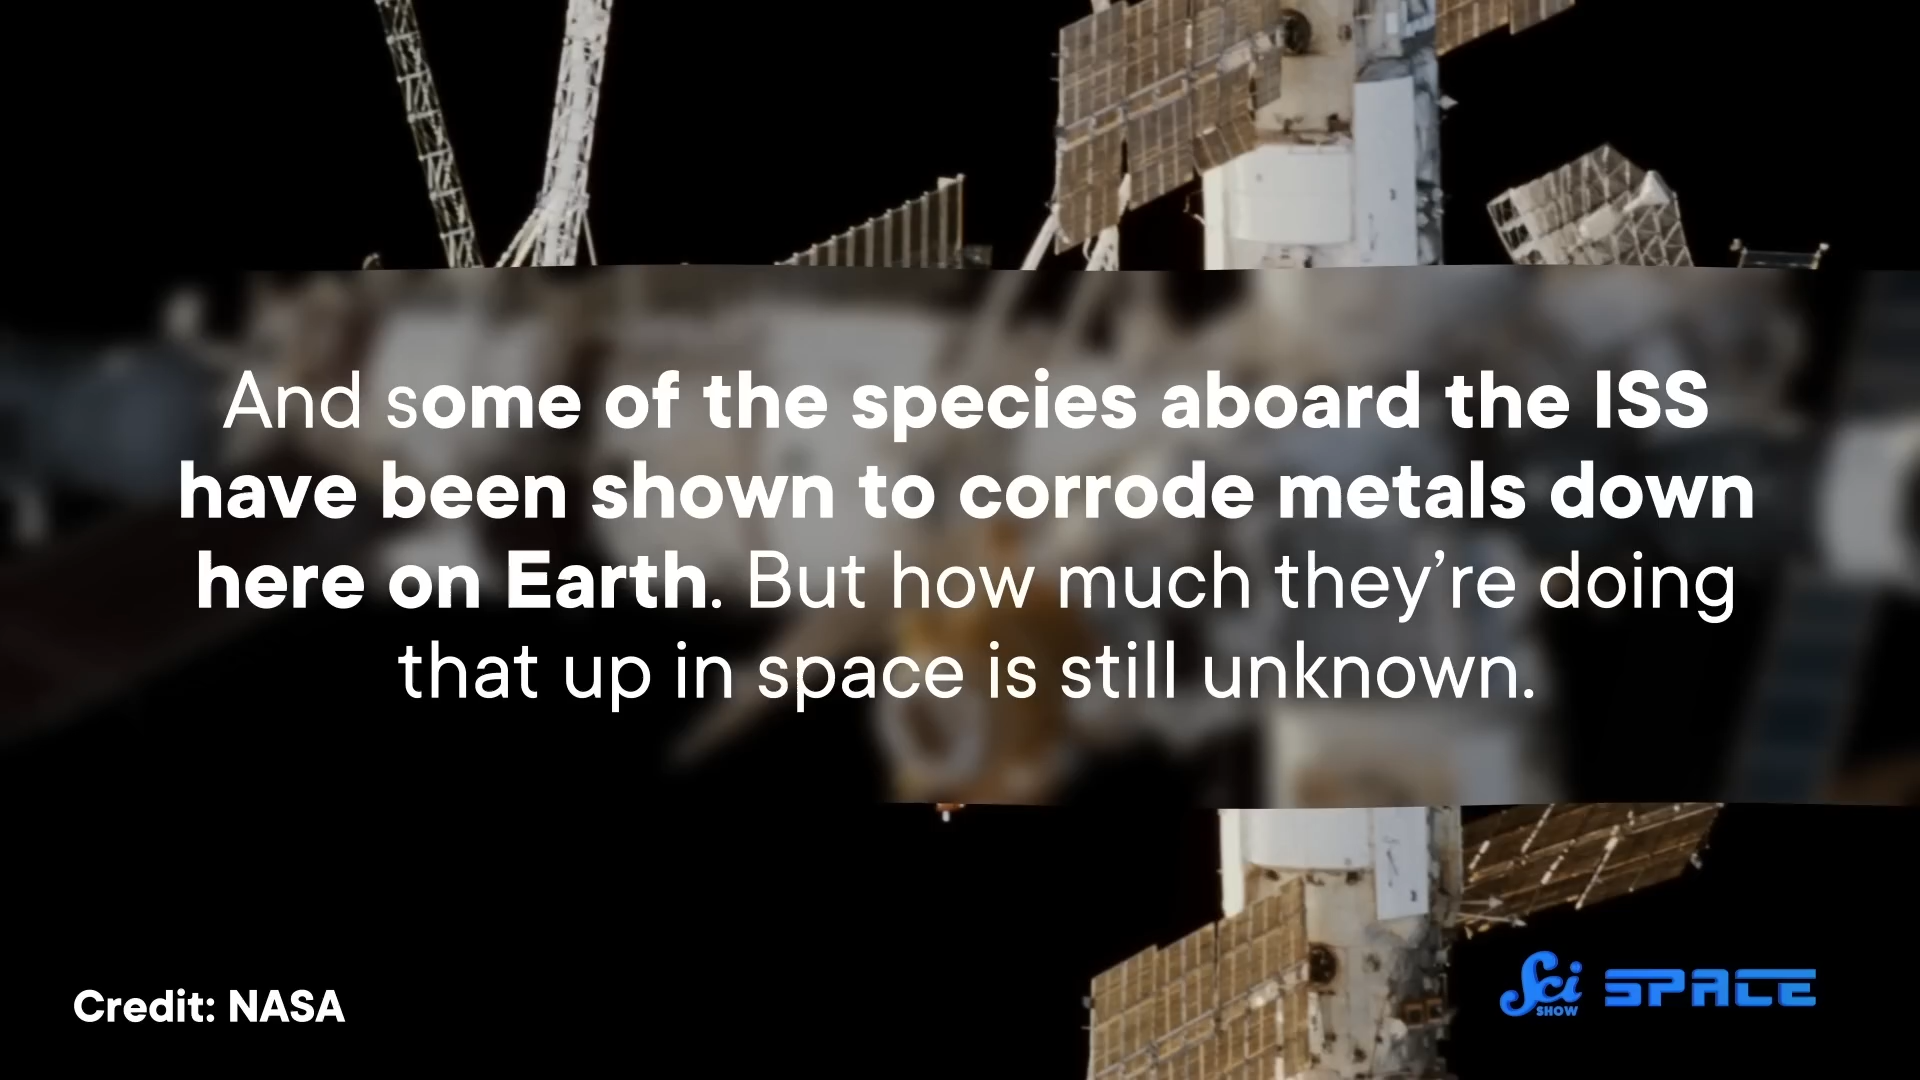 And some of the species aboard the ISS
have been shown to corrode metals down
here on Earth. But how much they’re doing
that up in space is still unknown.
Credit: NASA
Sci SPACE
SHOW